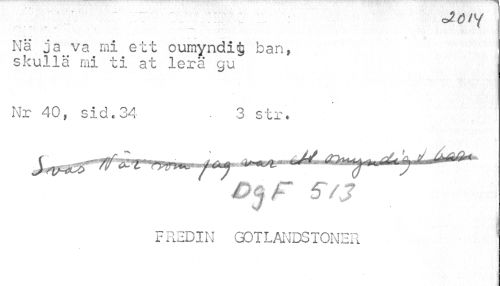 2014
Nä ja va mi ett oumyndig ban,
skullä mi ti at lerä gu
Nr 40, sid.34 3 str.
Svas När som jag var ett omyndigt barn
DgF 513
FREDIN GOTLANDSTONER